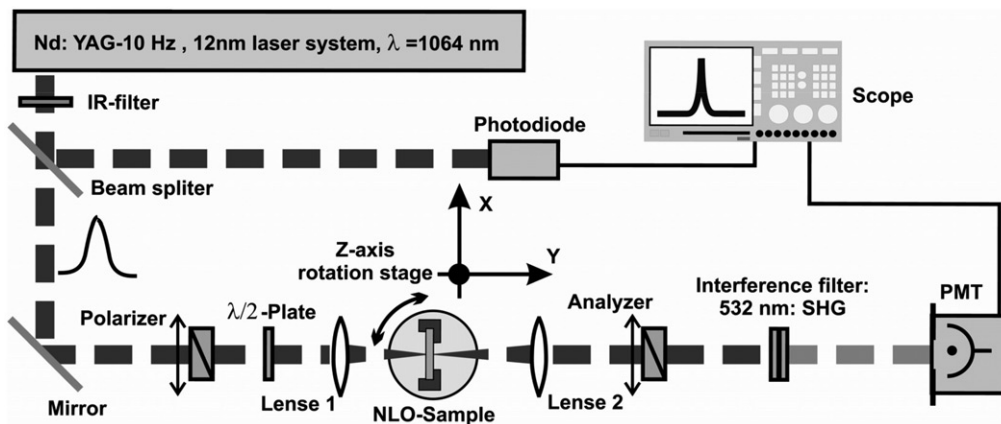 Nd: YAG-10 Hz , 12nm laser system, λ =1064 nm
IR-filter
Scope
Photodiode
Beam spliter
X
Z-axis
rotation stage
Y
Interference filter:
532 nm: SHG
PMT
Analyzer
Polarizer
λ/2 -Plate
Mirror
Lense 1
NLO-Sample
Lense 2